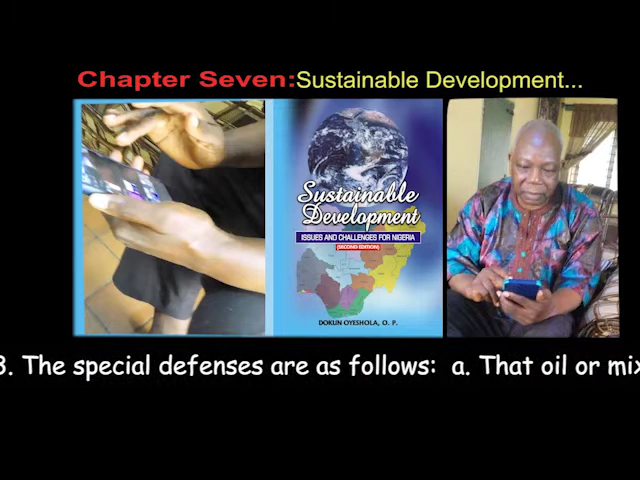 Chapter Seven:Sustainable Development...
Sustainable
Development
ISSUES AND CHALLENGES FOR NIGERIA
(SECOND EDITION)
DOKUN OYESHOLA, O. P.
3. The special defenses are as follows: a. That oil or mix